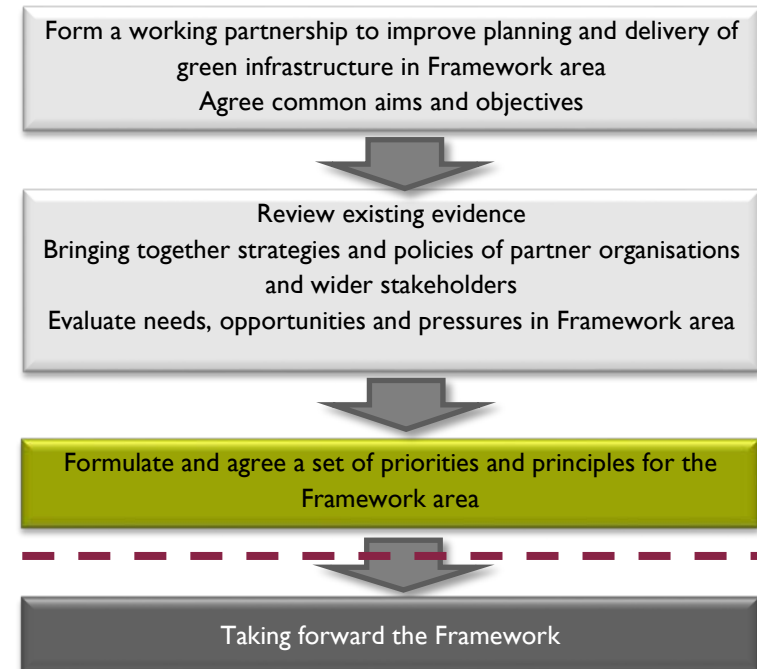 Form a working partnership to improve planning and delivery of
green infrastructure in Framework area
Agree common aims and objectives
Review existing evidence
Bringing together strategies and policies of partner organisations
and wider stakeholders
Evaluate needs, opportunities and pressures in Framework area
Formulate and agree a set of priorities and principles for the
Framework area
Taking forward the Framework